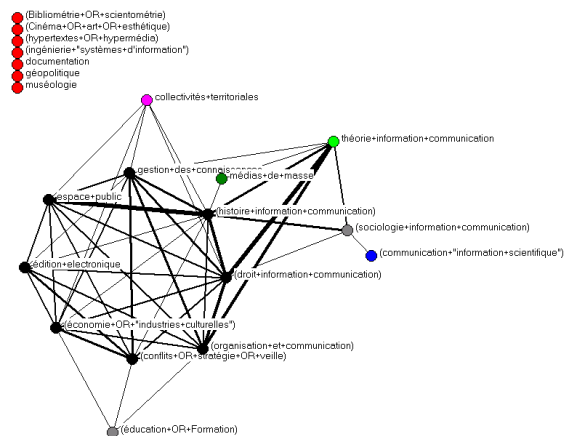 (Bibliométrie+OR+scientométrie)
(Cinéma+OR+art+OR+esthétique)
(hypertextes+OR+hypermédia)
(ingénierie+"systèmes+d'information")
documentation
géopolitique
muséologie
collectivités+territoriales
théorie+information+communication
gestion+des+connaissances
médias+de+masse
espace+public
(histoire+information+communication)
(sociologie+information+communication)
(communication+"information+scientifique")
édition+electronique
(droit+information+communication)
(économie+OR+"industries+culturelles")
(organisation+et+communication)
(conflits+OR+stratégie+OR+veille)
(éducation+OR+Formation)